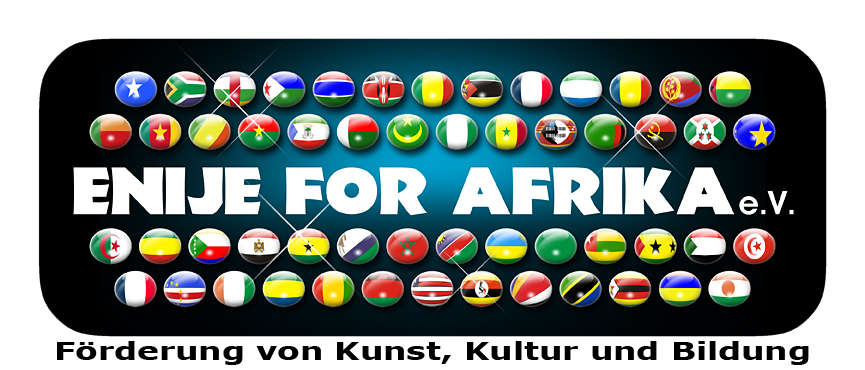 ENIJE FOR AFRIKA e.V.
Förderung von Kunst, Kultur und Bildung